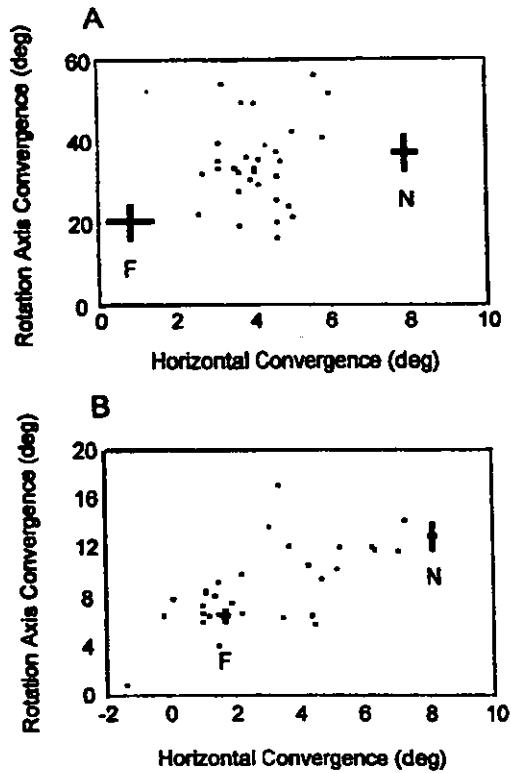 A
Rotation Axis Convergence (deg)
60
40
20
0
N
F
0 2 4 6 8 10
Horizontal Convergence (deg)
B
Rotation Axis Convergence (deg)
20
16
12
8
4
0
N
F
-2 0 2 4 6 8 10
Horizontal Convergence (deg)